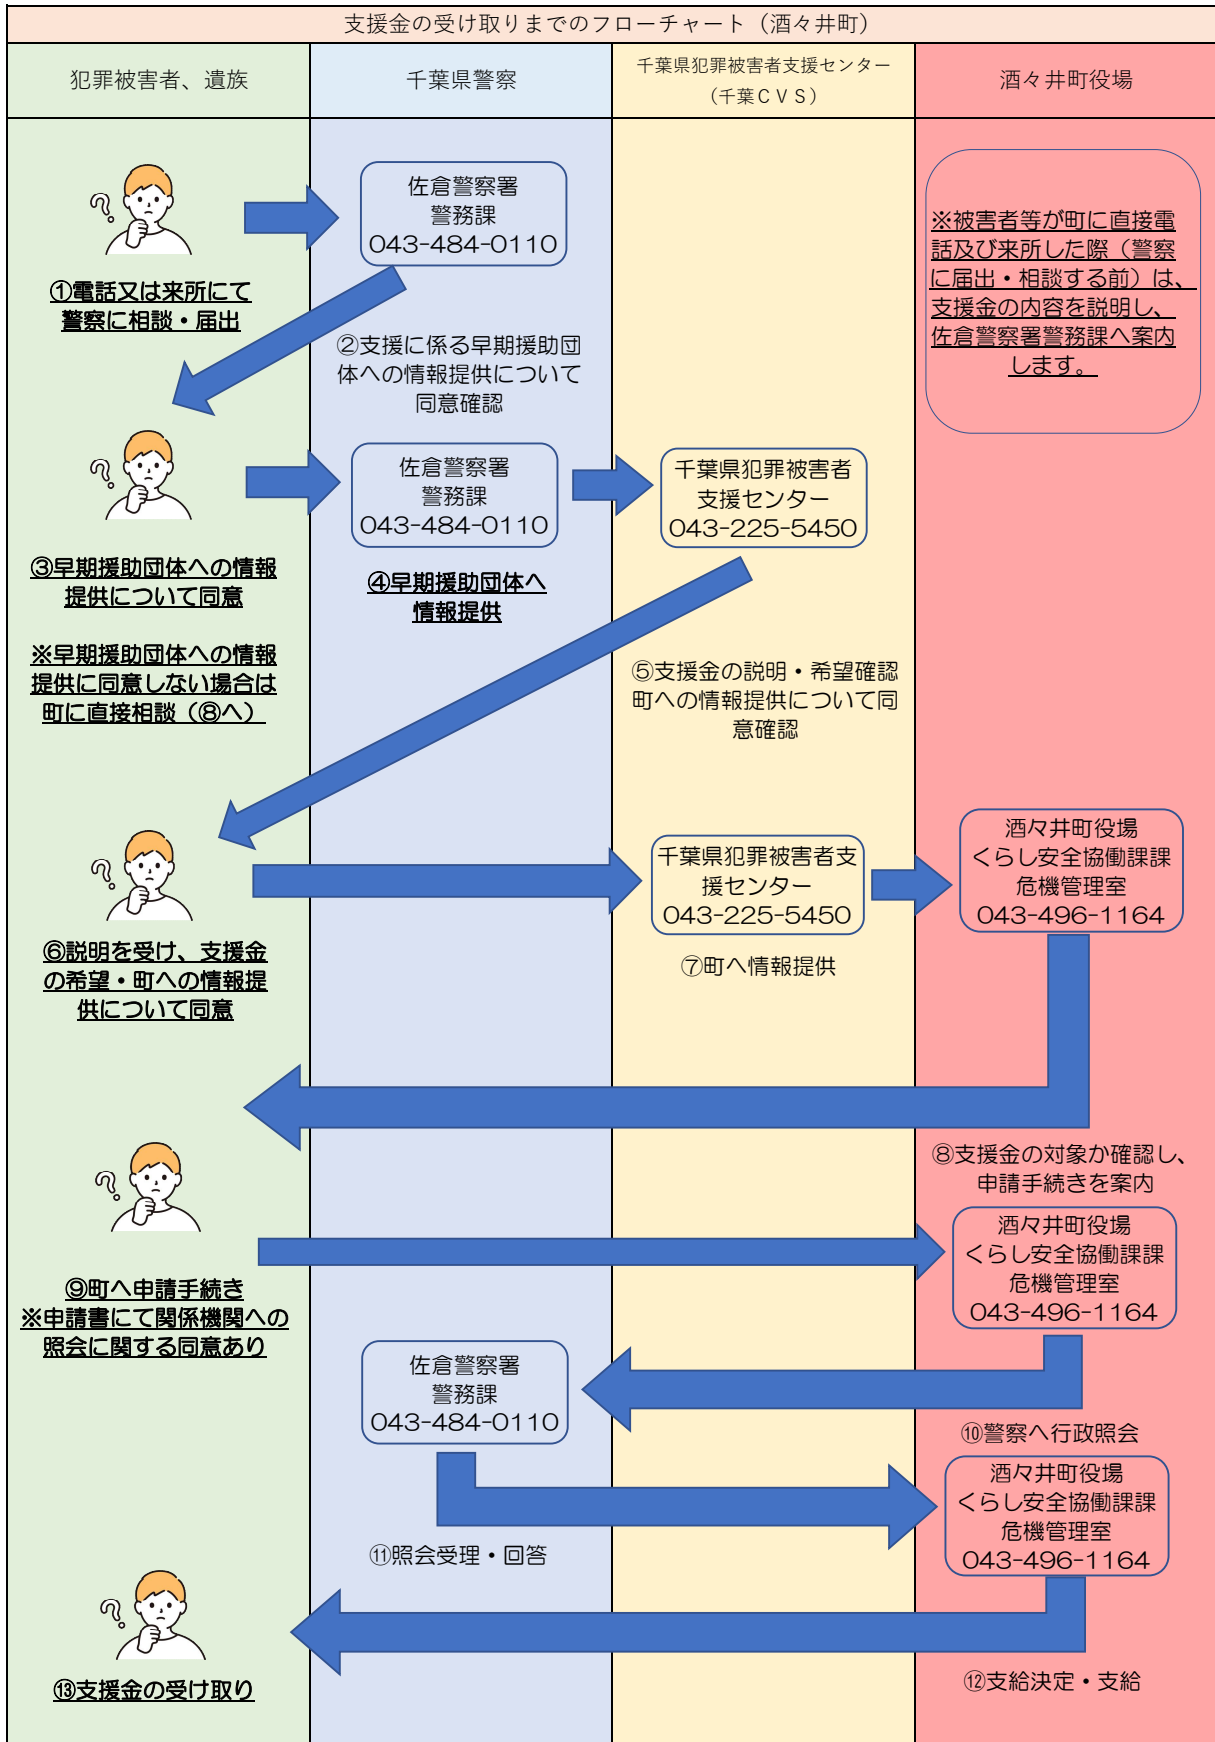 支援金の受け取りまでのフローチャート（酒々井町）
犯罪被害者、遺族
千葉県警察
千葉県犯罪被害者支援センター
（千葉ＣＶＳ）
酒々井町役場
佐倉警察署
警務課
043-484-0110
①電話又は来所にて
警察に相談・届出
※被害者等が町に直接電
話及び来所した際（警察
に届出・相談する前）は、
支援金の内容を説明し、
佐倉警察署警務課へ案内
します。
②支援に係る早期援助団
体への情報提供について
同意確認
佐倉警察署
警務課
043-484-0110
千葉県犯罪被害者
支援センター
043-225-5450
③早期援助団体への情報
提供について同意
※早期援助団体への情報
提供に同意しない場合は
町に直接相談（⑧へ）
④早期援助団体へ
情報提供
⑤支援金の説明・希望確認
町への情報提供について同
意確認
千葉県犯罪被害者支
援センター
043-225-5450
酒々井町役場
くらし安全協働課課
危機管理室
043-496-1164
⑥説明を受け、支援金
の希望・町への情報提
供について同意
⑦町へ情報提供
⑧支援金の対象か確認し、
申請手続きを案内
酒々井町役場
くらし安全協働課課
危機管理室
043-496-1164
⑨町へ申請手続き
※申請書にて関係機関への
照会に関する同意あり
佐倉警察署
警務課
043-484-0110
⑩警察へ行政照会
酒々井町役場
くらし安全協働課課
危機管理室
043-496-1164
⑪照会受理・回答
⑫支給決定・支給
⑬支援金の受け取り